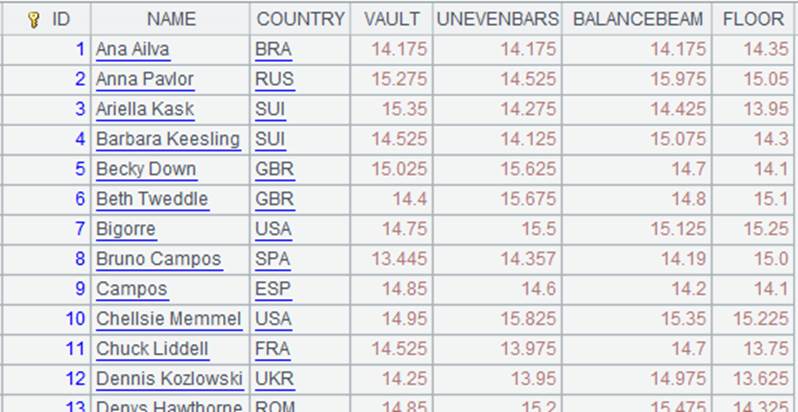 ID NAME COUNTRY VAULT UNEVENBARS BALANCEBEAM FLOOR
1 Ana Ailva BRA 14.175 14.175 14.175 14.35
2 Anna Pavlor RUS 15.275 14.525 15.975 15.05
3 Ariella Kask SUI 15.35 14.275 14.425 13.95
4 Barbara Keesling SUI 14.525 14.125 15.075 14.3
5 Becky Down GBR 15.025 15.625 14.7 14.1
6 Beth Tweddle GBR 14.4 15.675 14.8 15.1
7 Bigorre USA 14.75 15.5 15.125 15.25
8 Bruno Campos SPA 13.445 14.357 14.19 15.0
9 Campos ESP 14.85 14.6 14.2 14.1
10 Chellsie Memmel USA 14.95 15.825 15.35 15.225
11 Chuck Liddell FRA 14.525 13.975 14.7 13.75
12 Dennis Kozlowski UKR 14.25 13.95 14.975 13.625
13 Denys Hawthorne ROM 14.85 15.2 15.475 14.325